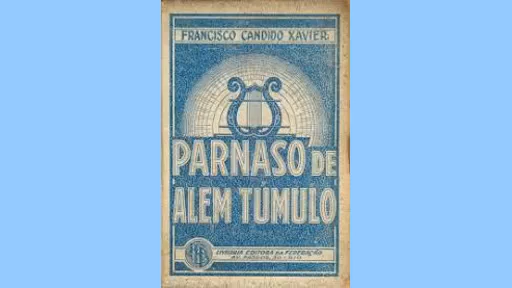 FRANCISCO CANDIDO XAVIER
PARNASO DE
ALEM TUMULO
LIVRARIA EDITORA DA FEDERAÇÃO